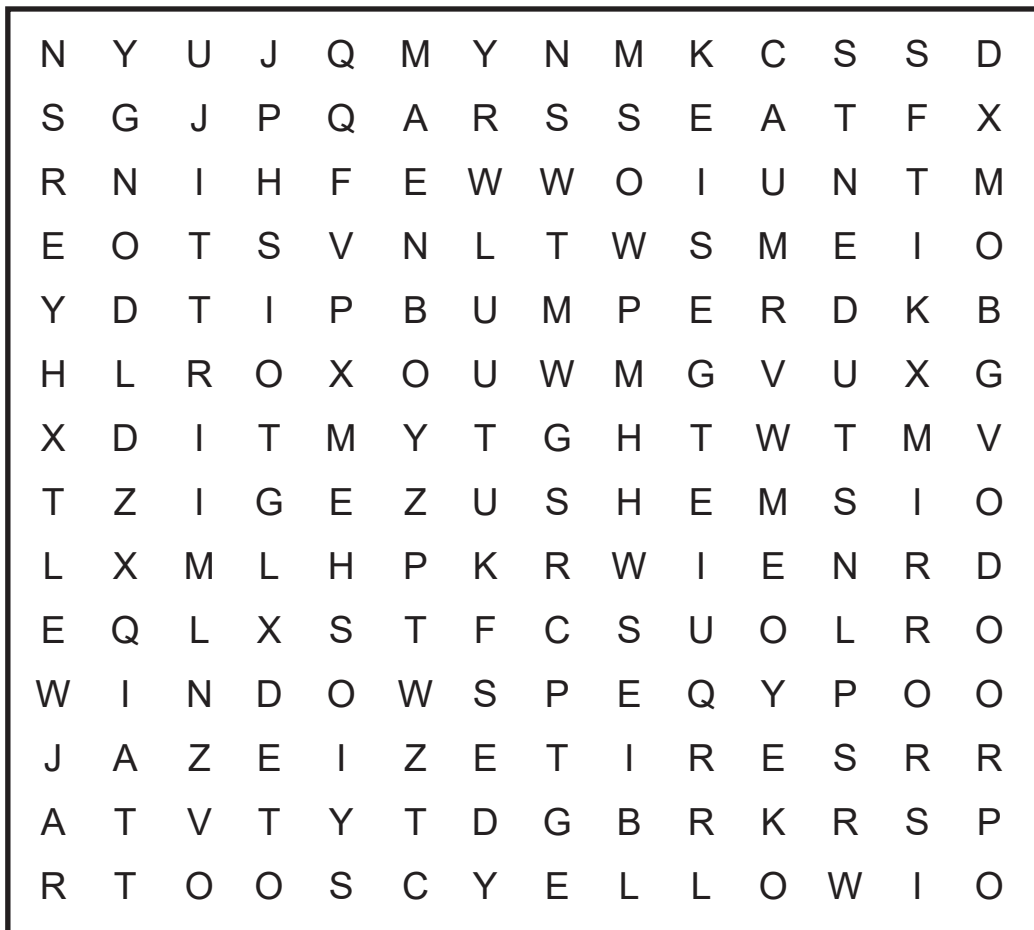 N Y U J Q M Y N M K C S S D
S G J P Q A R S S E A T F X
R N I H F E W W O I U N T M
E O T S V N L T W S M E I O
Y D T I P B U M P E R D K B
H L R O X O U W M G V U X G
X D I T M Y T G H T W T M V
T Z I G E Z U S H E M S I O
L X M L H P K R W I E N R D
E Q L X S T F C S U O L R O
W I N D O W S P E Q Y P O O
J A Z E I Z E T I R E S R R
A T V T Y T D G B R K R S P
R T O O S C Y E L L O W I O